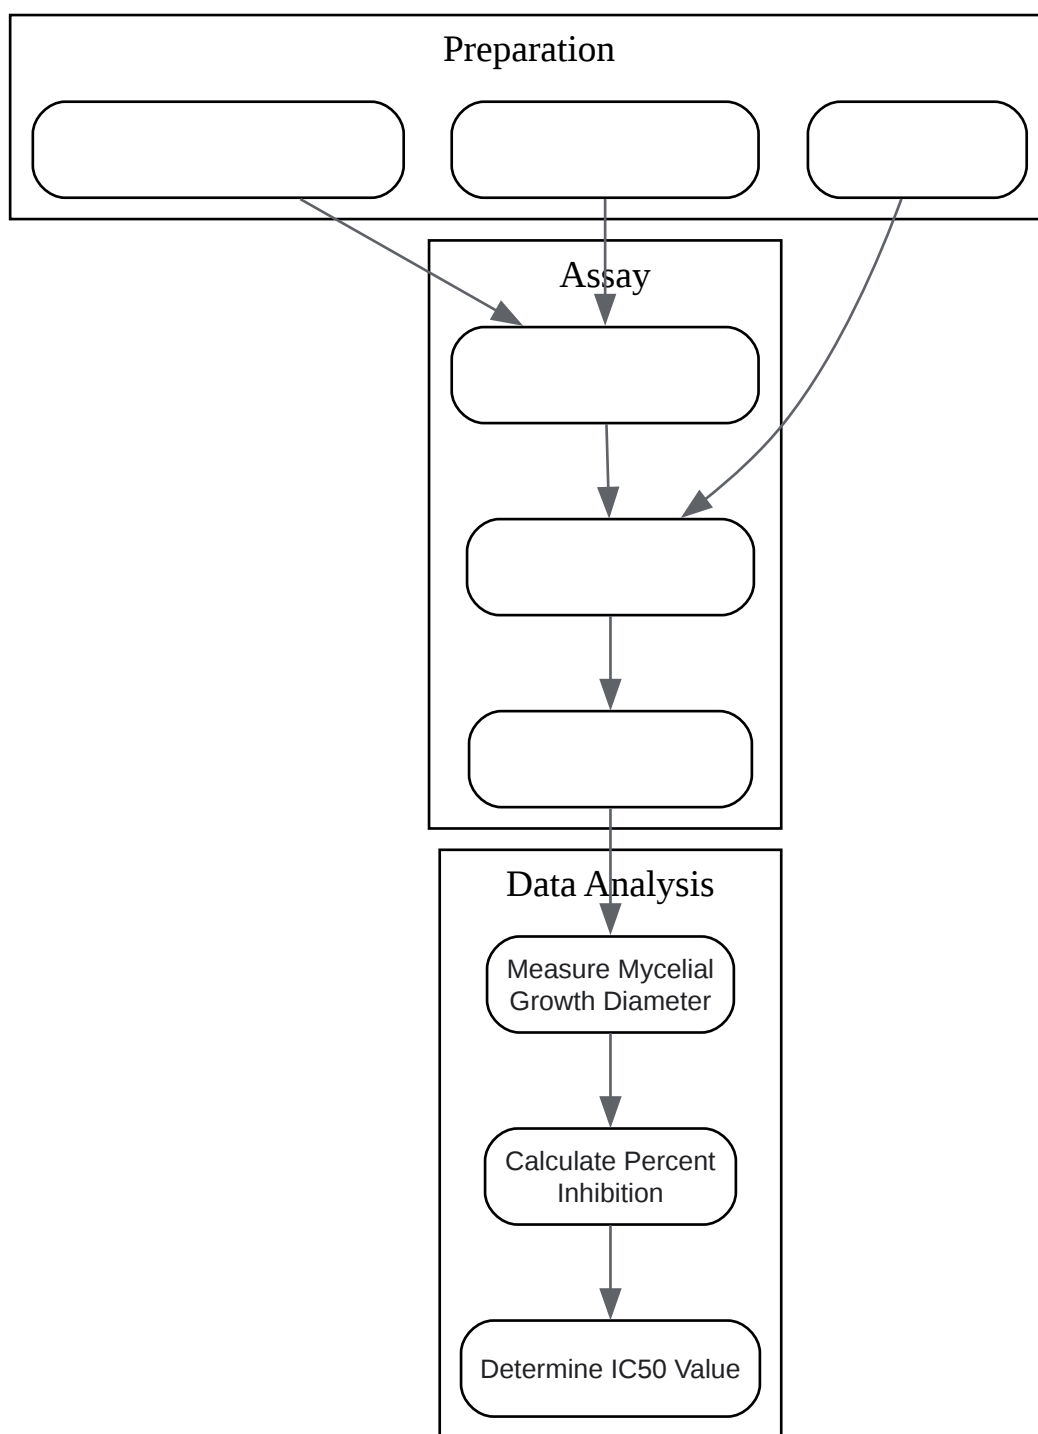 Preparation
Assay
Data Analysis
Measure Mycelial
Growth Diameter
Calculate Percent
Inhibition
Determine IC50 Value